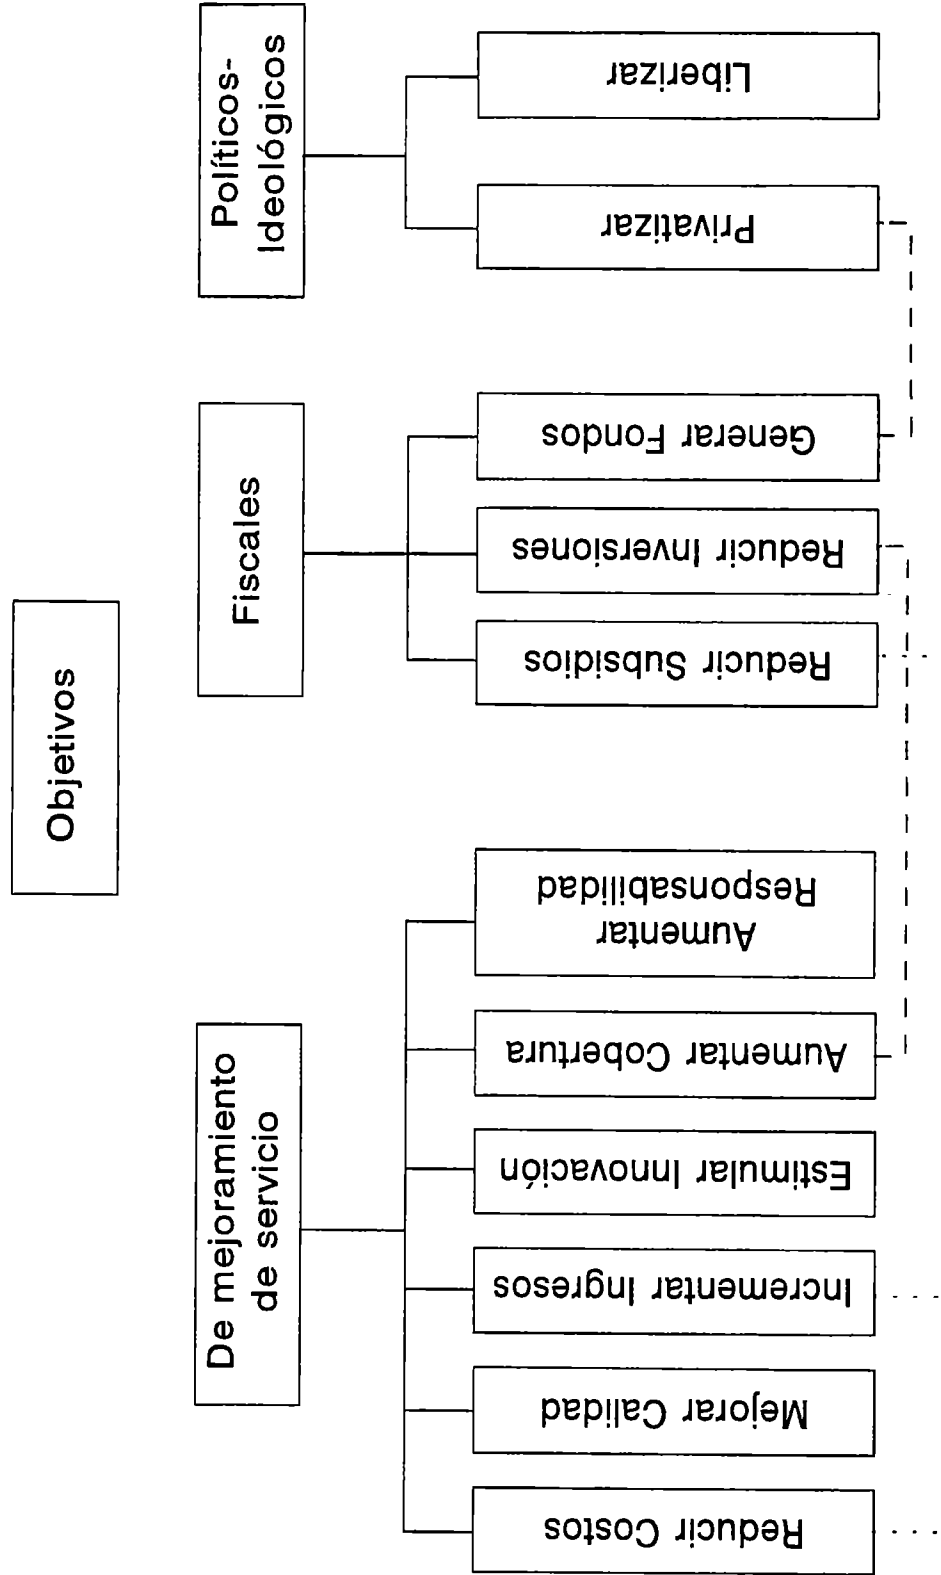 Objetivos
De mejoramiento
de servicio
Fiscales
Políticos-
Ideológicos
Reducir Costos
Mejorar Calidad
Incrementar Ingresos
Estimular Innovación
Aumentar Cobertura
Aumentar
Responsabilidad
Reducir Subsidios
Reducir Inversiones
Generar Fondos
Privatizar
Liberizar